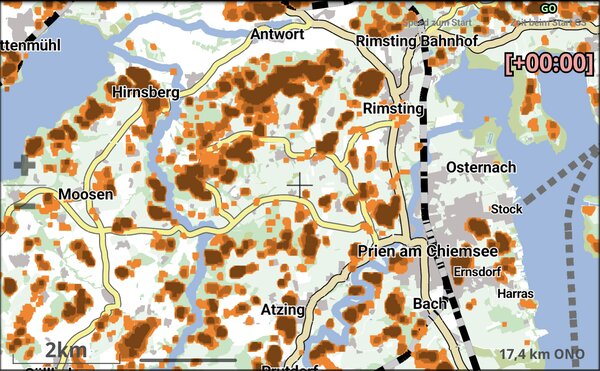 GO
Speed zum Start
Zeit beim Start GS
ttenmühl
Antwort
Rimsting Bahnhof
[+00:00]
Hirnsberg
Rimsting
Osternach
Moosen
Stock
Prien am Chiemsee
Ernsdorf
Harras
Atzing
Bach
2km
17,4 km ONO